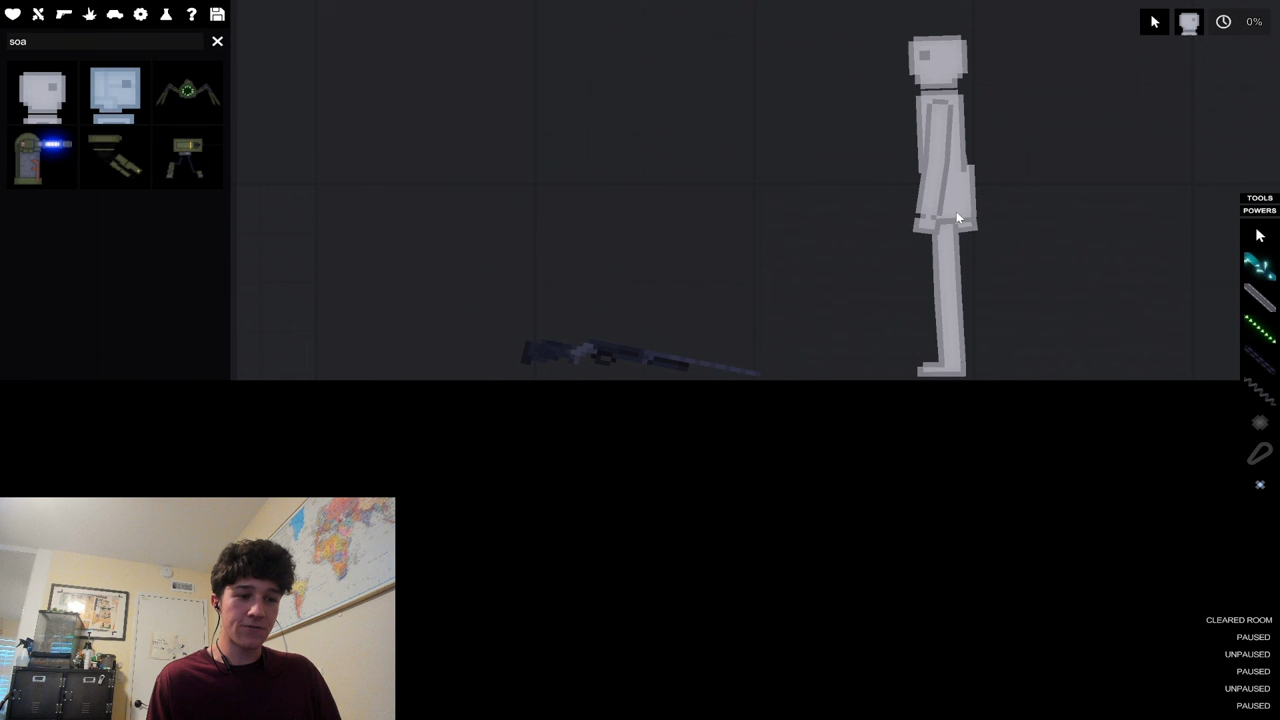 soa
0%
TOOLS
POWERS
CLEARED ROOM
PAUSED
UNPAUSED
PAUSED
UNPAUSED
PAUSED